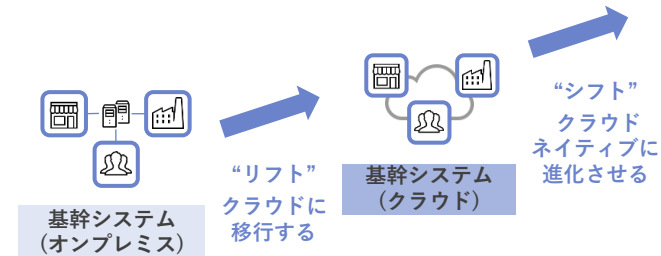 基幹システム
(オンプレミス)
“リフト”
クラウドに
移行する
基幹システム
(クラウド)
“シフト”
クラウド
ネイティブに
進化させる